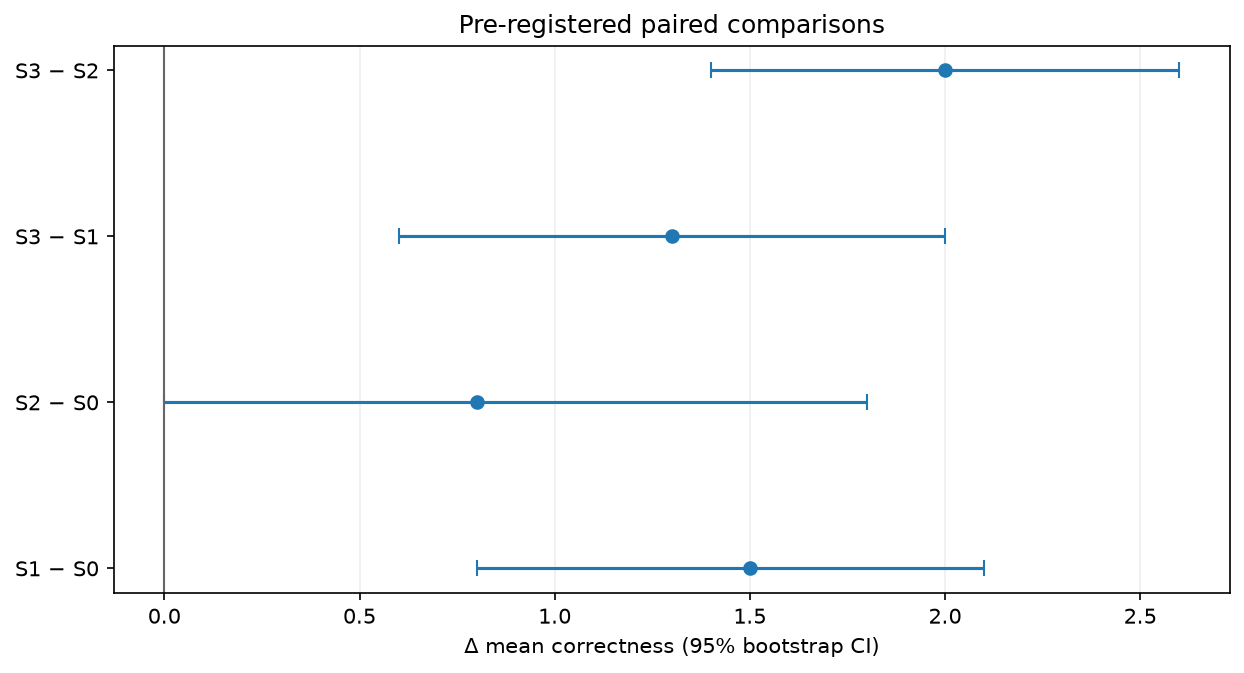 Pre-registered paired comparisons
S3 − S2
S3 − S1
S2 − S0
S1 − S0
0.0 0.5 1.0 1.5 2.0 2.5
Δ mean correctness (95% bootstrap CI)